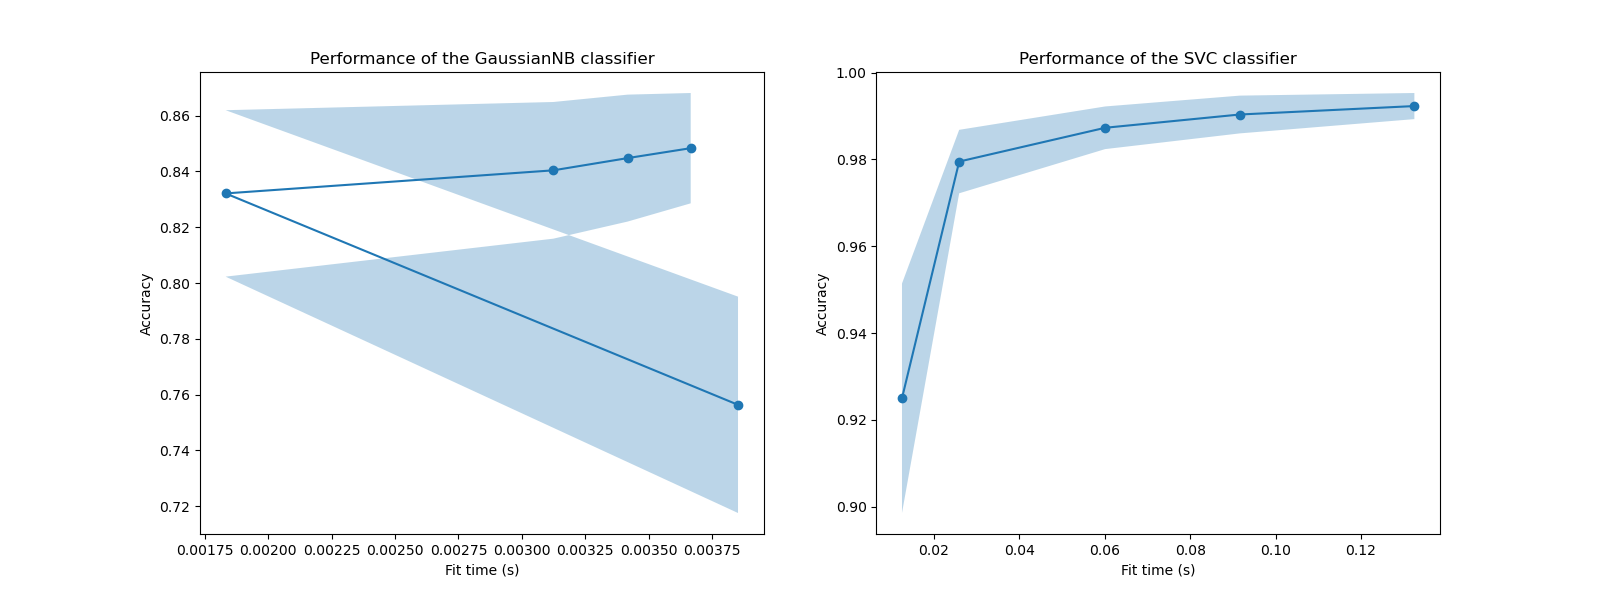 Performance of the GaussianNB classifier
Accuracy
0.86
0.84
0.82
0.80
0.78
0.76
0.74
0.72
0.00175 0.00200 0.00225 0.00250 0.00275 0.00300 0.00325 0.00350 0.00375
Fit time (s)
Performance of the SVC classifier
Accuracy
1.00
0.98
0.96
0.94
0.92
0.90
0.02 0.04 0.06 0.08 0.10 0.12
Fit time (s)